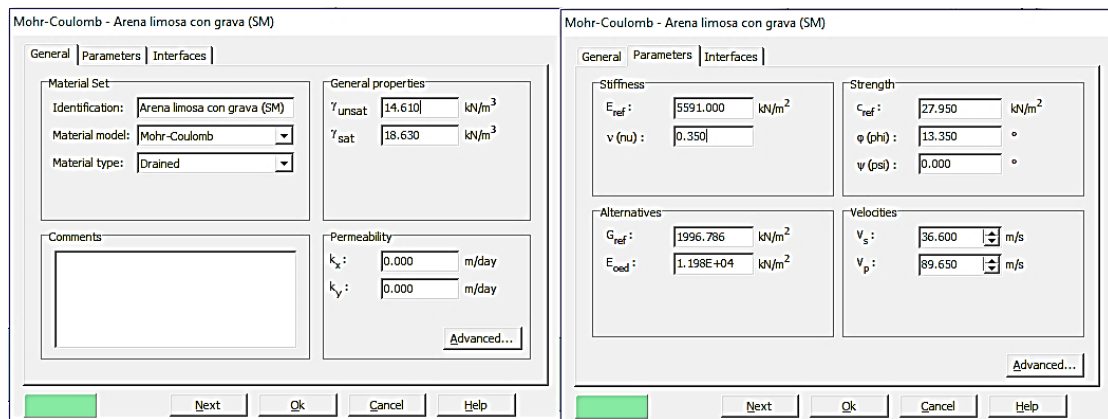 Mohr-Coulomb - Arena limosa con grava (SM)
General Parameters Interfaces
Material Set
Identification: Arena limosa con grava (SM)
Material model: Mohr-Coulomb
Material type: Drained
General properties
γunsat 14.610 kN/m³
γsat 18.630 kN/m³
Comments
Permeability
kx: 0.000 m/day
ky: 0.000 m/day
Advanced...
Next Ok Cancel Help
Mohr-Coulomb - Arena limosa con grava (SM)
General Parameters Interfaces
Stiffness
Eref: 5591.000 kN/m²
ν (nu): 0.350
Strength
cref: 27.950 kN/m²
φ (phi): 13.350 °
ψ (psi): 0.000 °
Alternatives
Gref: 1996.786 kN/m²
Eoed: 1.198E+04 kN/m²
Velocities
Vs: 36.600 m/s
Vp: 89.650 m/s
Advanced...
Next Ok Cancel Help